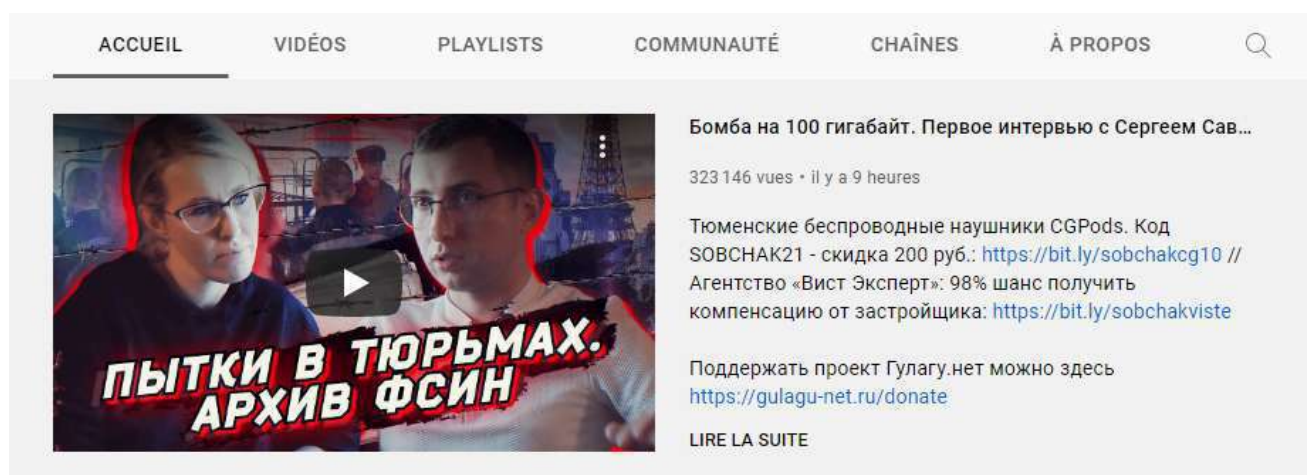 ACCUEIL VIDÉOS PLAYLISTS COMMUNAUTÉ CHAÎNES À PROPOS
ПЫТКИ В ТЮРЬМАХ.
АРХИВ ФСИН
Бомба на 100 гигабайт. Первое интервью с Сергеем Сав...
323 146 vues • il y a 9 heures
Тюменские беспроводные наушники CGPods. Код
SOBCHAK21 - скидка 200 руб.: https://bit.ly/sobchakcg10 //
Агентство «Вист Эксперт»: 98% шанс получить
компенсацию от застройщика: https://bit.ly/sobchakviste
Поддержать проект Гулагу.нет можно здесь
https://gulagu-net.ru/donate
LIRE LA SUITE